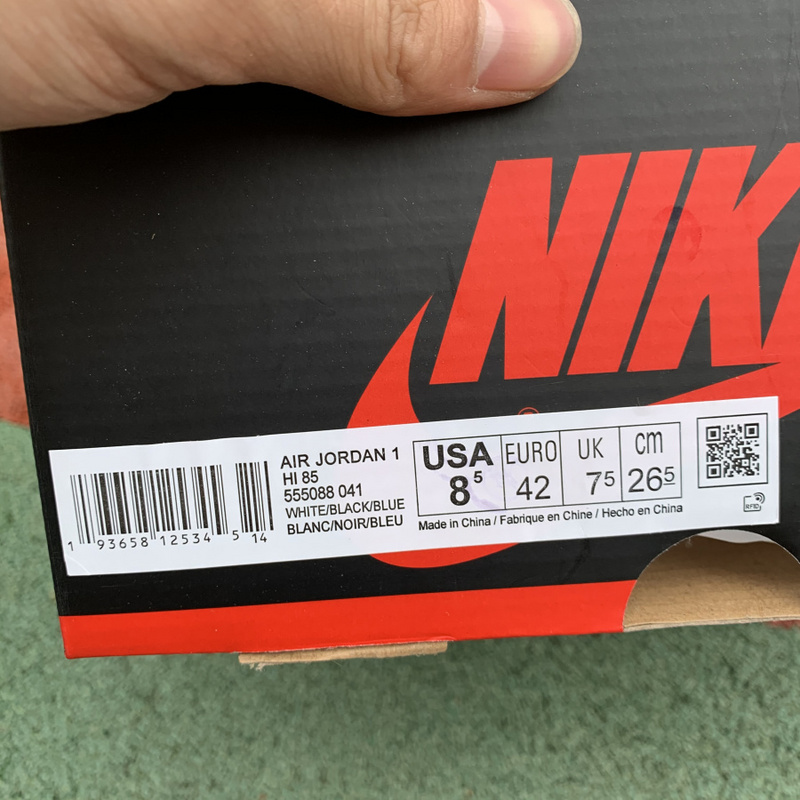 NIK
AIR JORDAN 1
HI 85
555088 041
WHITE/BLACK/BLUE
BLANC/NOIR/BLEU
USA EURO UK cm
8⁵ 42 7⁵ 26⁵
Made in China / Fabrique en Chine / Hecho en China
1 93658 12534 5 14
RFID